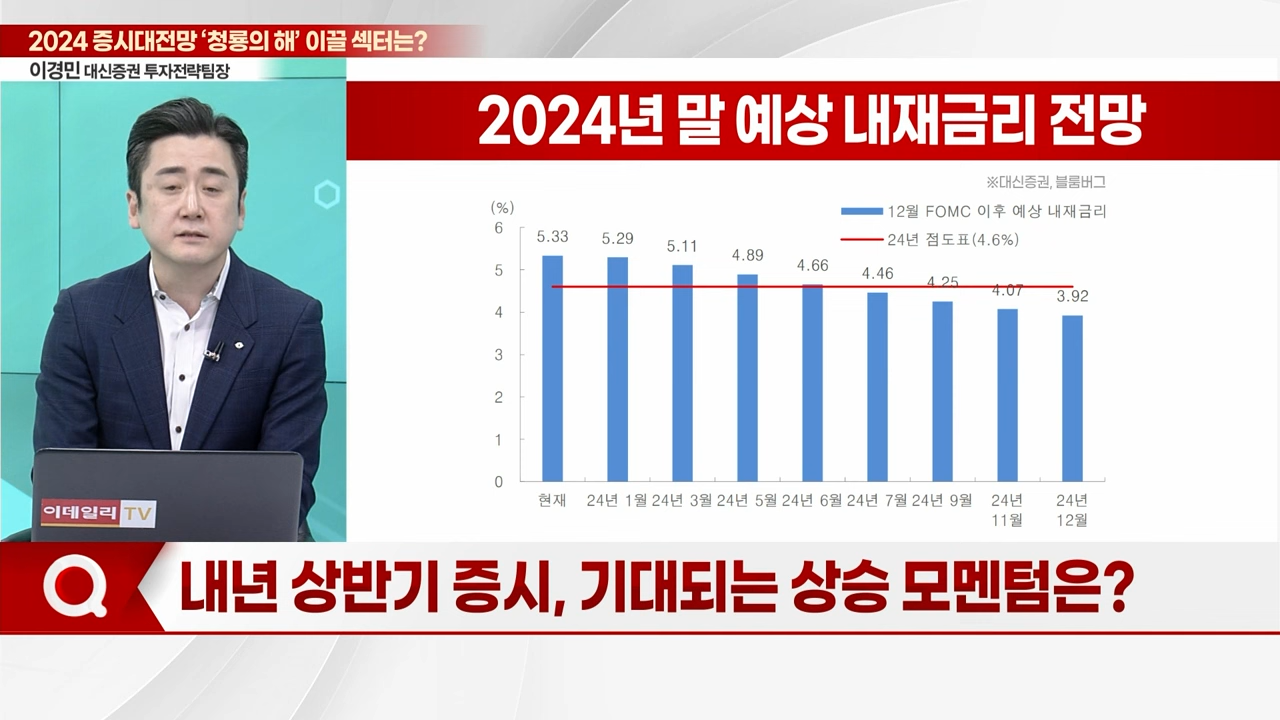 2024 증시대전망 ‘청룡의 해’ 이끌 섹터는?
이경민 대신증권 투자전략팀장
2024년 말 예상 내재금리 전망
※대신증권, 블룸버그
(%)
12월 FOMC 이후 예상 내재금리
24년 점도표(4.6%)
6
5
4
3
2
1
0
5.33 5.29 5.11 4.89 4.66 4.46 4.25 4.07 3.92
현재 24년 1월 24년 3월 24년 5월 24년 6월 24년 7월 24년 9월 24년 11월 24년 12월
이데일리 TV
Q 내년 상반기 증시, 기대되는 상승 모멘텀은?